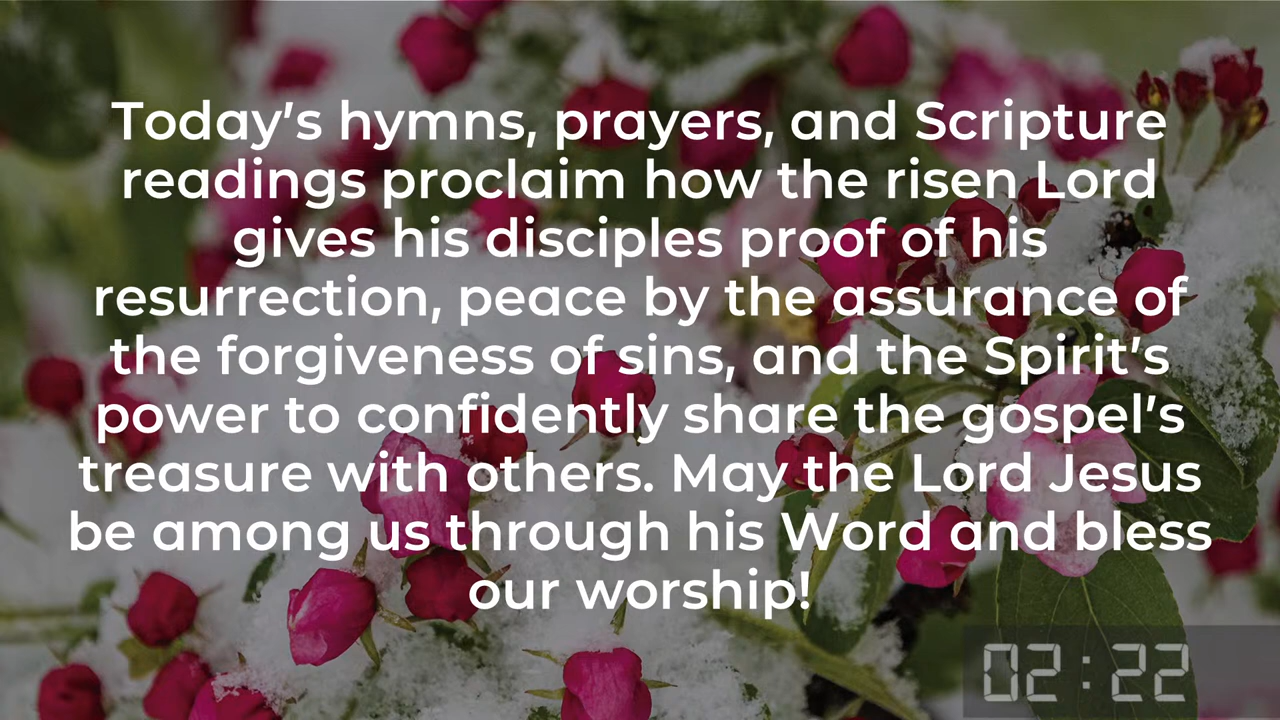 Today's hymns, prayers, and Scripture
readings proclaim how the risen Lord
gives his disciples proof of his
resurrection, peace by the assurance of
the forgiveness of sins, and the Spirit's
power to confidently share the gospel's
treasure with others. May the Lord Jesus
be among us through his Word and bless
our worship!
02:22